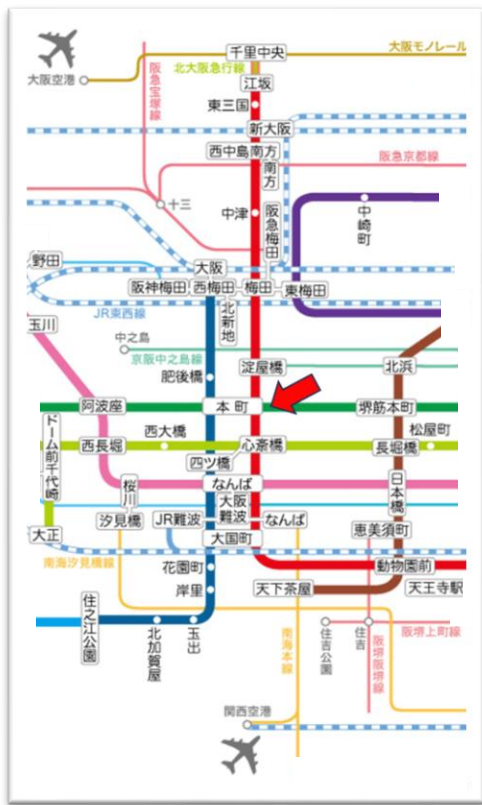 千里中央
大阪モノレール
大阪空港
阪急宝塚線
北大阪急行線
江坂
東三国
新大阪
西中島南方
南方
阪急京都線
十三
中津
阪急梅田
中崎町
野田
大阪
阪神梅田
西梅田
梅田
東梅田
JR東西線
北新地
玉川
中之島
京阪中之島線
淀屋橋
北浜
肥後橋
阿波座
本町
堺筋本町
ドーム前千代崎
西長堀
西大橋
心斎橋
松屋町
長堀橋
四ツ橋
なんば
日本橋
桜川
大阪難波
汐見橋
JR難波
なんば
恵美須町
大正
大国町
南海汐見橋線
花園町
動物園前
岸里
天下茶屋
天王寺駅
住之江公園
北加賀屋
玉出
南海本線
住吉公園
住吉
阪堺阪堺線
阪堺上町線
関西空港